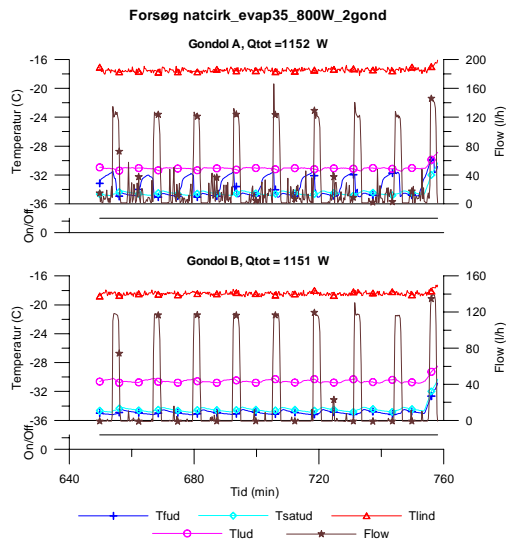 Forsøg natcirk_evap35_800W_2gond
Gondol A, Qtot =1152 W
-16
-20
-24
-28
-32
-36
Temperatur (C)
200
160
120
80
40
0
Flow (l/h)
On/Off
0
Gondol B, Qtot =1151 W
-16
-20
-24
-28
-32
-36
Temperatur (C)
160
120
80
40
0
Flow (l/h)
On/Off
0
640
680
720
760
Tid (min)
Tfud
Tsatud
Tlind
Tlud
Flow